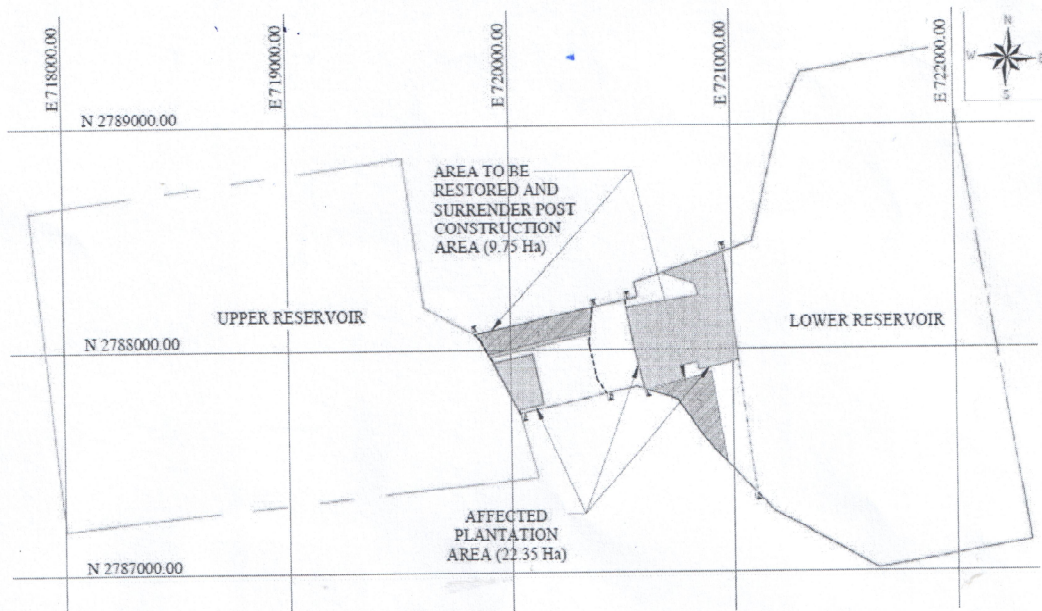 E 718000.00
E 719000.00
E 720000.00
E 721000.00
E 722000.00
N
W
E
S
N 2789000.00
AREA TO BE
RESTORED AND
SURRENDER POST
CONSTRUCTION
AREA (9.75 Ha)
UPPER RESERVOIR
LOWER RESERVOIR
N 2788000.00
AFFECTED
PLANTATION
AREA (22.35 Ha)
N 2787000.00